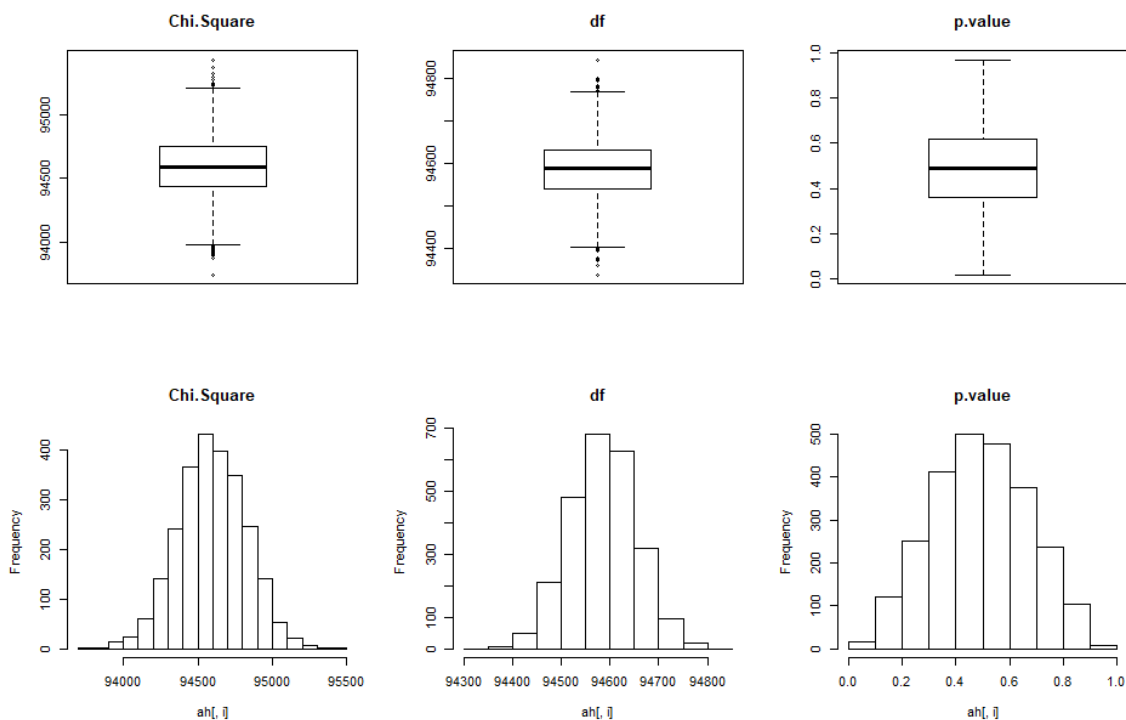 Chi.Square
df
p.value
94000 94500 95000
94400 94600 94800
0.0 0.2 0.4 0.6 0.8 1.0
Chi.Square
df
p.value
Frequency
0 100 200 300 400
94000 94500 95000 95500
ah[, i]
Frequency
0 100 300 500 700
94300 94400 94500 94600 94700 94800
ah[, i]
Frequency
0 100 200 300 400 500
0.0 0.2 0.4 0.6 0.8 1.0
ah[, i]